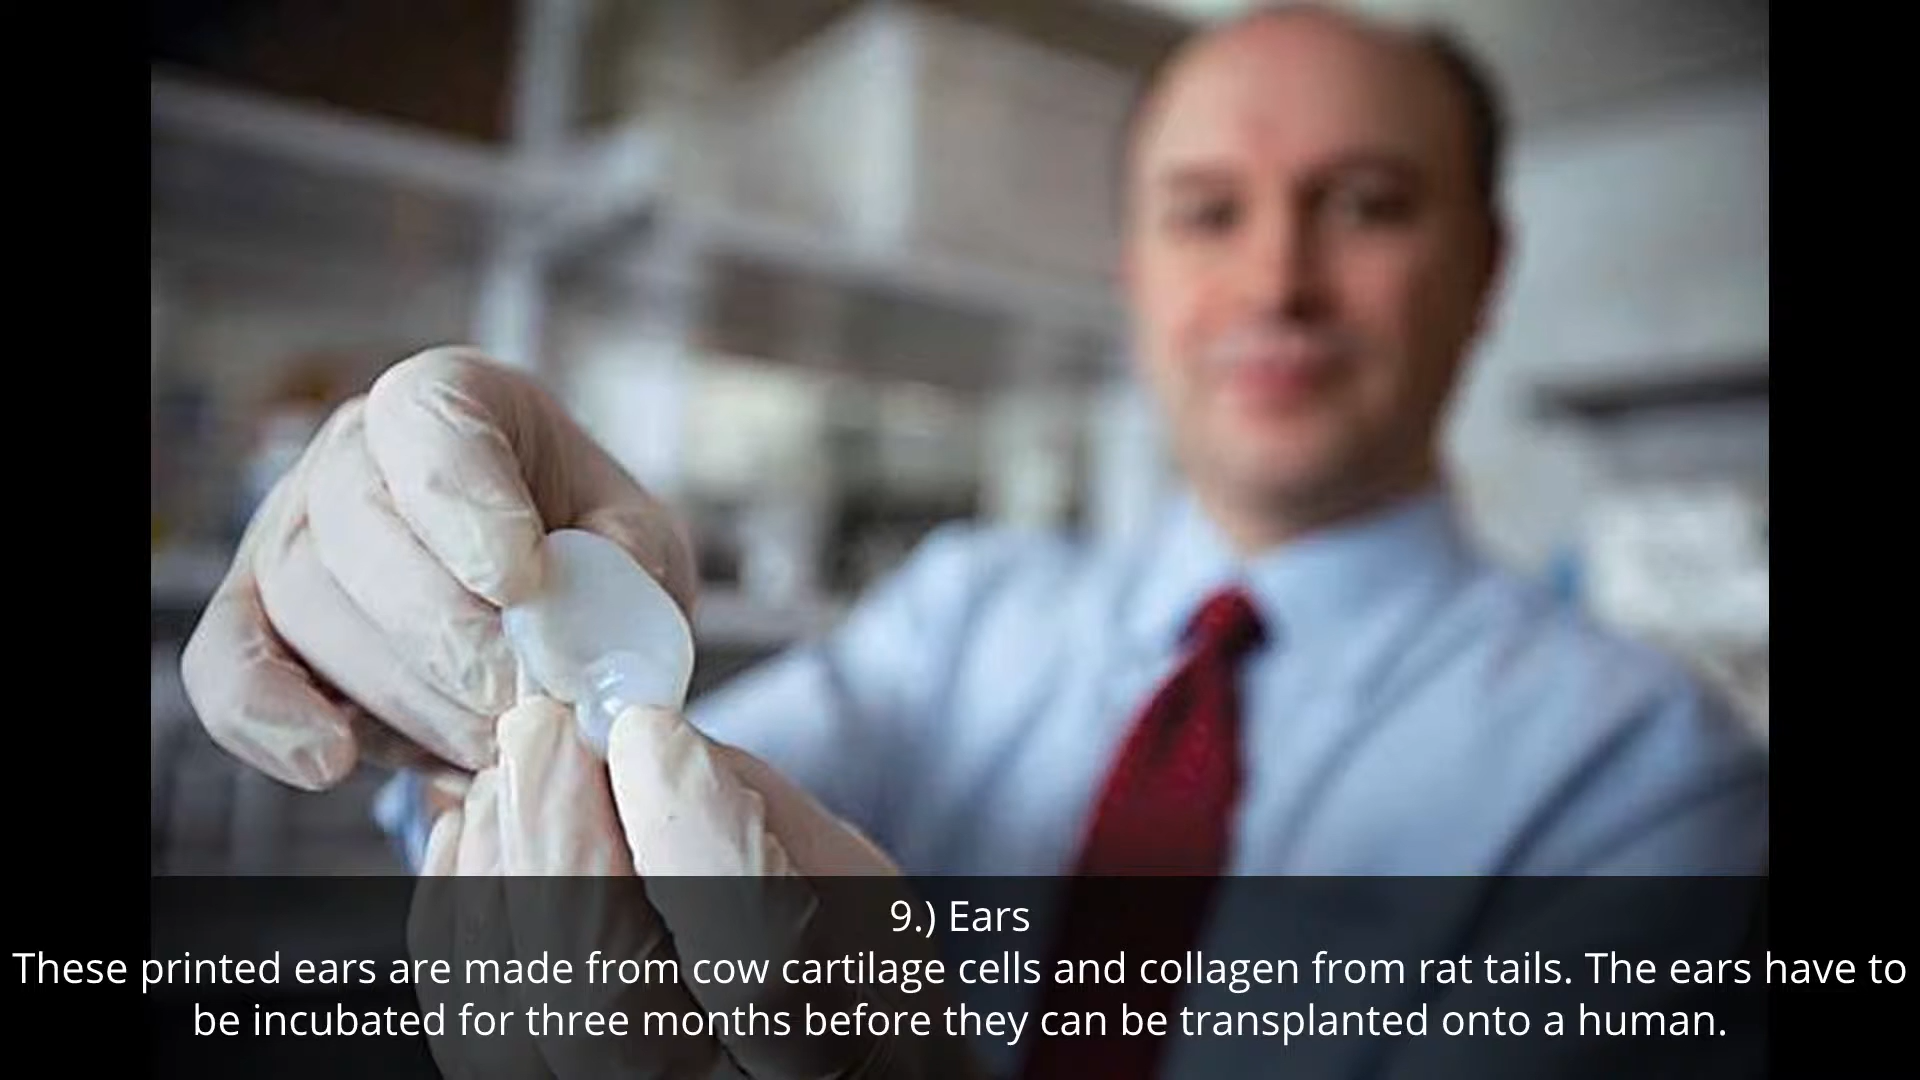 9.) Ears
These printed ears are made from cow cartilage cells and collagen from rat tails. The ears have to
be incubated for three months before they can be transplanted onto a human.